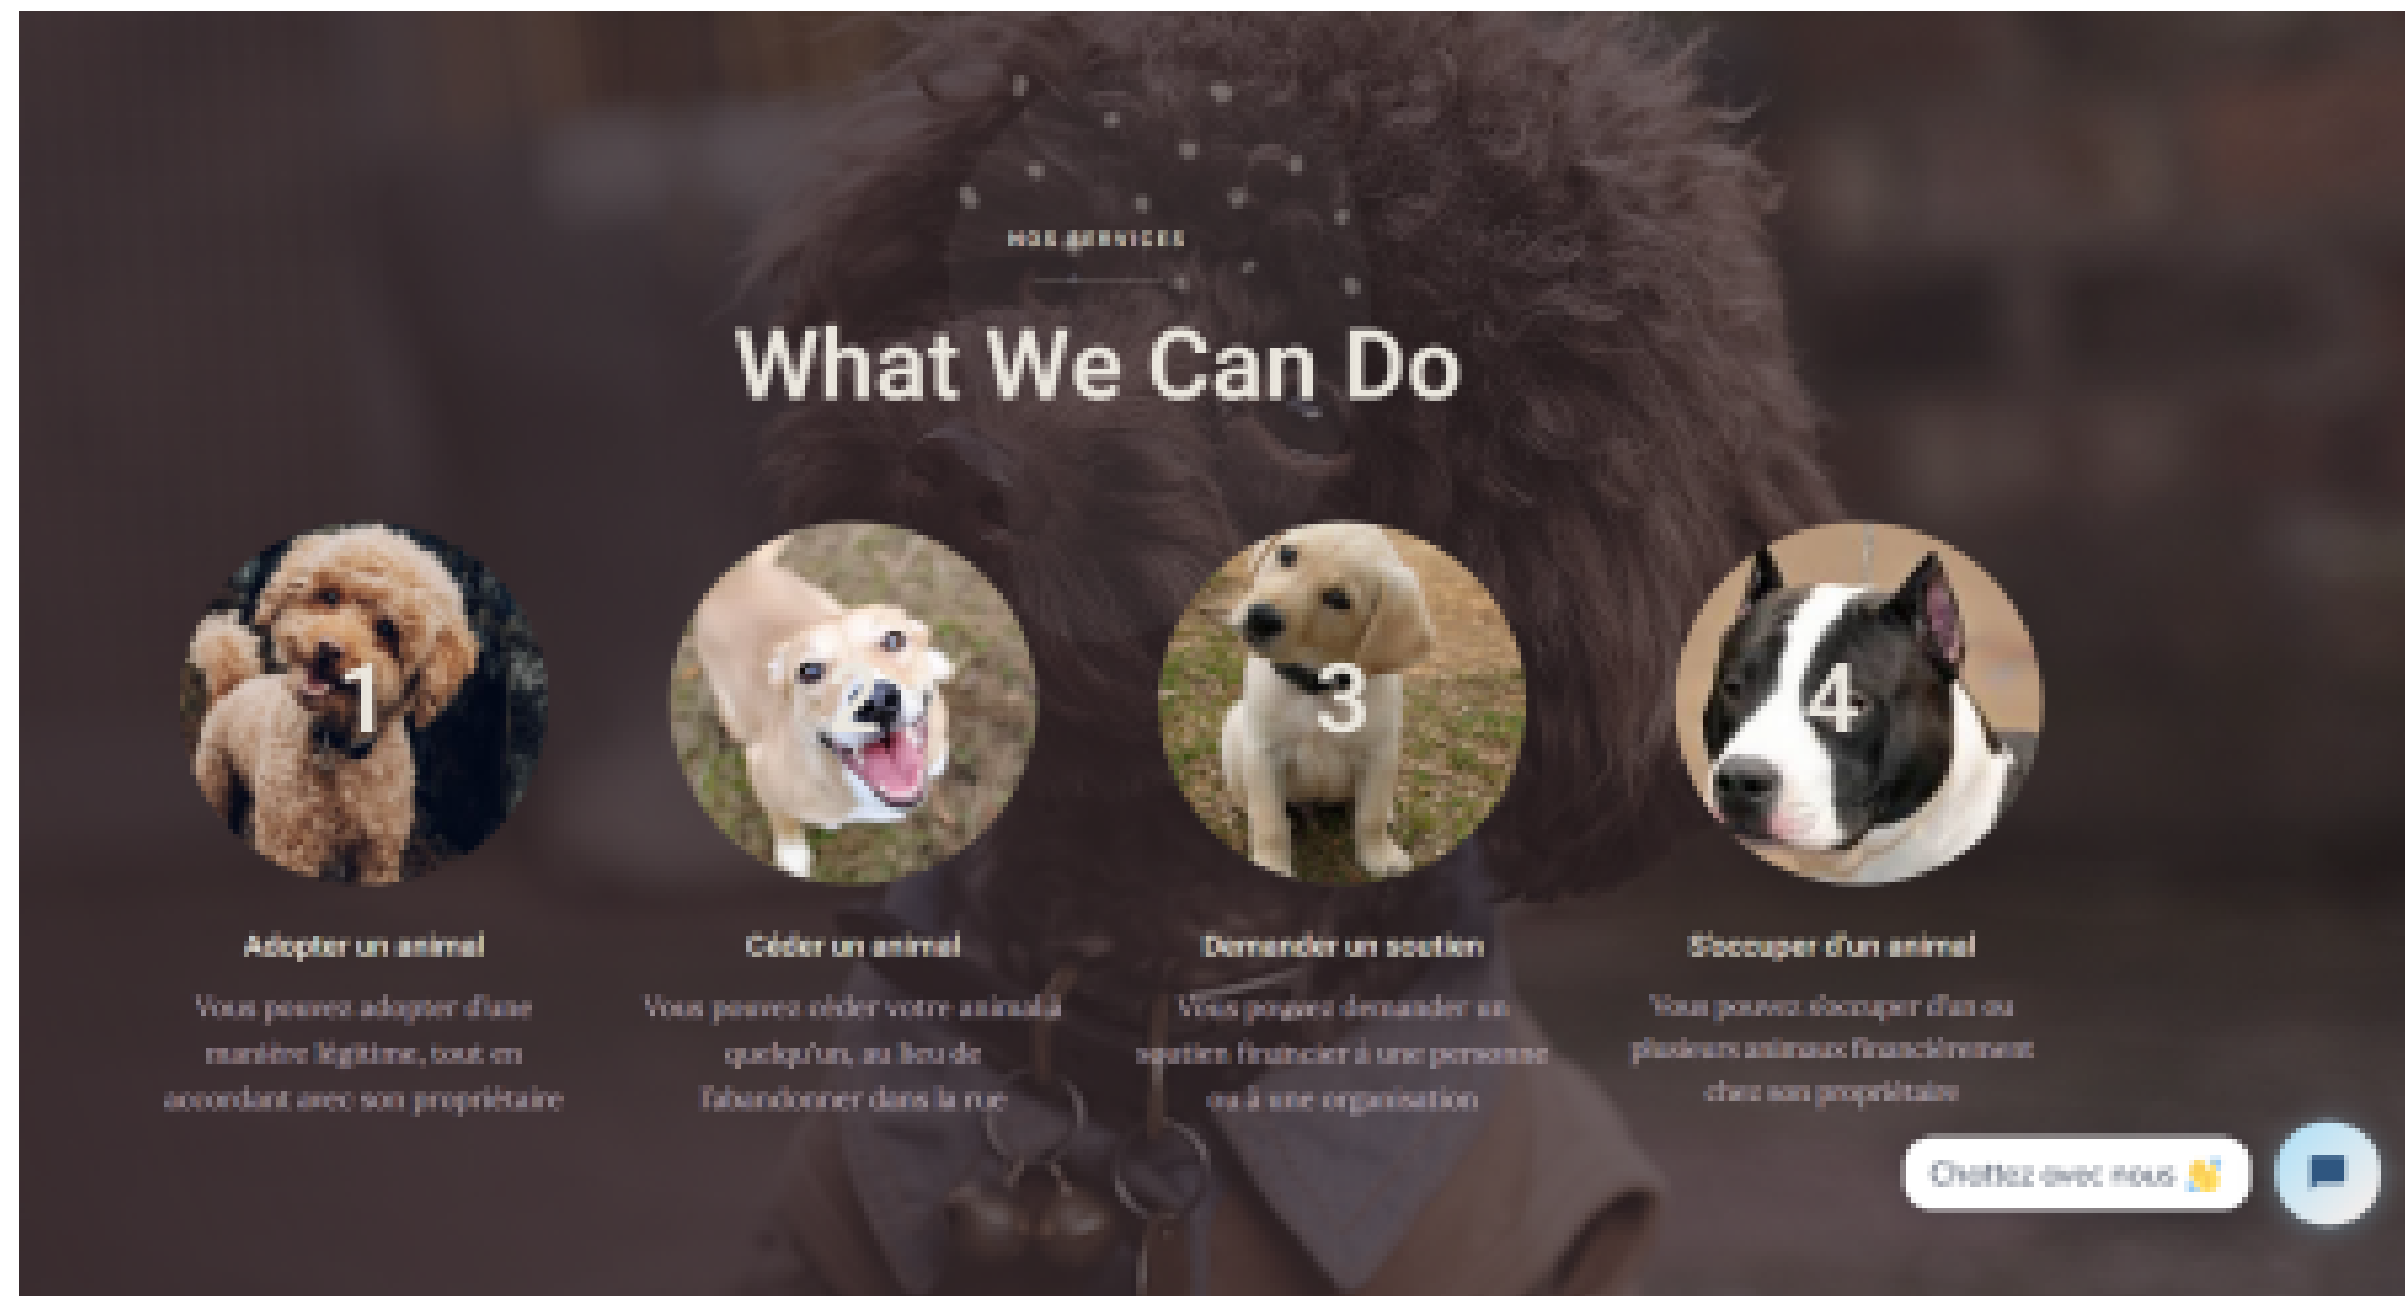 NOS SERVICES
What We Can Do
1
2
3
4
Adopter un animal
Vous pouvez adopter d'une
manière légitime, tout en
accordant avec son propriétaire
Céder un animal
Vous pouvez céder votre animal à
quelqu'un, au lieu de
l'abandonner dans la rue
Demander un soutien
Vous pouvez demander un
soutien financier à une personne
ou à une organisation
S'occuper d'un animal
Vous pouvez s'occuper d'un ou
plusieurs animaux financièrement
chez son propriétaire
Chattez avec nous 👋